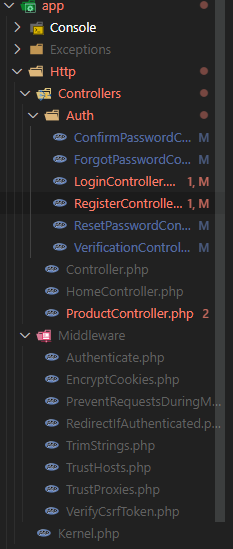 app
Console
Exceptions
Http
Controllers
Auth
ConfirmPasswordC... M
ForgotPasswordCo... M
LoginController.... 1, M
RegisterControlle... 1, M
ResetPasswordCon... M
VerificationControl... M
Controller.php
HomeController.php
ProductController.php 2
Middleware
Authenticate.php
EncryptCookies.php
PreventRequestsDuringM...
RedirectIfAuthenticated.p...
TrimStrings.php
TrustHosts.php
TrustProxies.php
VerifyCsrfToken.php
Kernel.php